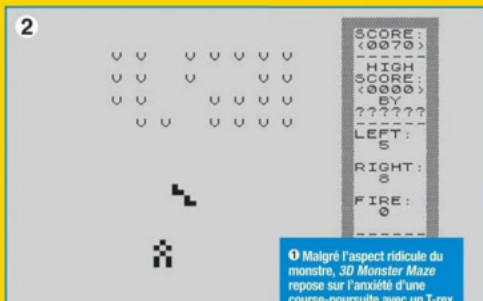 2
SCORE:
<0070>
HIGH
SCORE:
<0000>
BY
??????
LEFT:
5
RIGHT:
8
FIRE:
0
1 Malgré l'aspect ridicule du
monstre, 3D Monster Maze
repose sur l'anxiété d'une
course-poursuite avec un T-rex